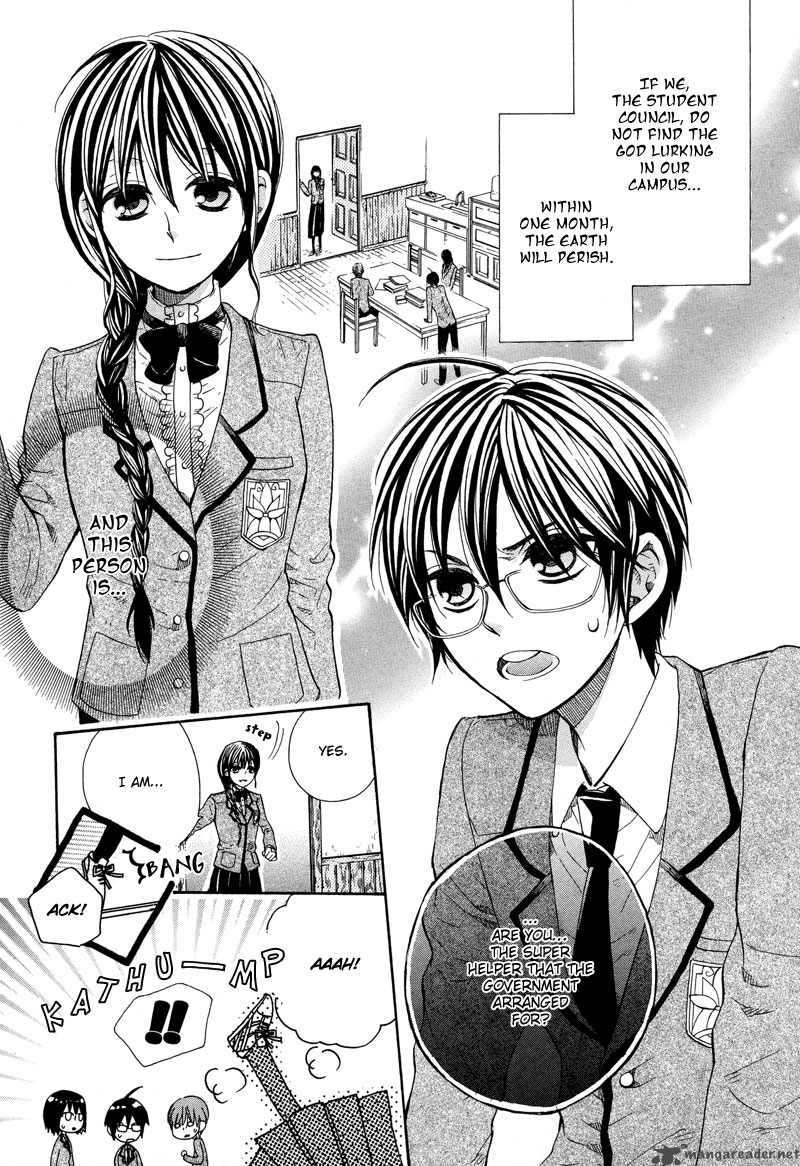 IF WE,
THE STUDENT
COUNCIL, DO
NOT FIND THE
GOD LURKING
IN OUR
CAMPUS...
WITHIN
ONE MONTH,
THE EARTH
WILL PERISH.
AND
THIS
PERSON
IS...
...
ARE YOU...
THE SUPER
HELPER THAT THE
GOVERNMENT
ARRANGED
FOR?
YES.
step
I AM...
BANG
ACK!
AAAH!
KATHU—MP
!!
mangareader.net